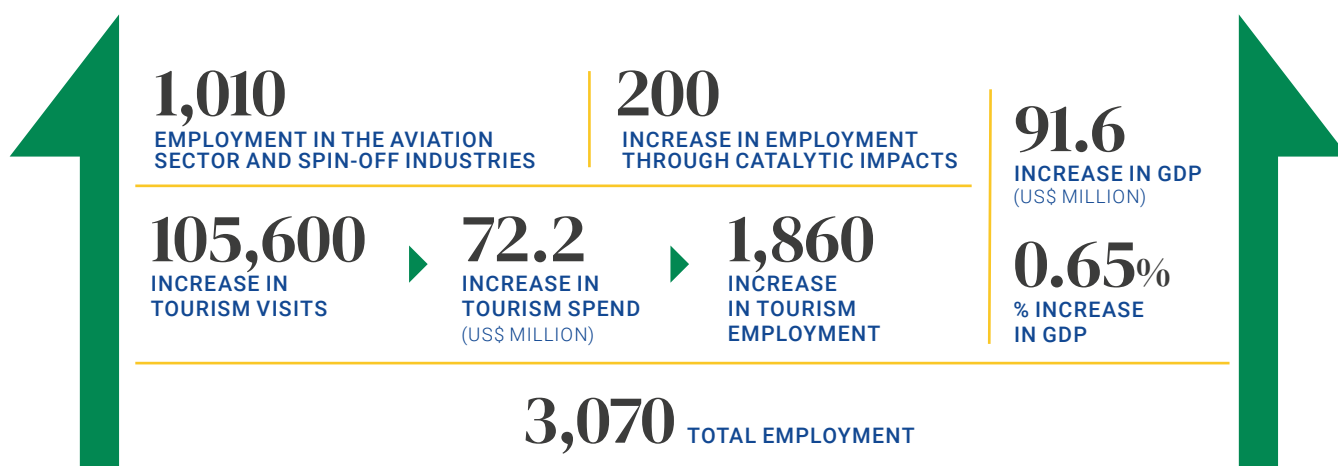 1,010
EMPLOYMENT IN THE AVIATION
SECTOR AND SPIN-OFF INDUSTRIES
200
INCREASE IN EMPLOYMENT
THROUGH CATALYTIC IMPACTS
105,600
INCREASE IN
TOURISM VISITS
72.2
INCREASE IN
TOURISM SPEND
(US$ MILLION)
1,860
INCREASE
IN TOURISM
EMPLOYMENT
91.6
INCREASE IN GDP
(US$ MILLION)
0.65%
% INCREASE
IN GDP
3,070 TOTAL EMPLOYMENT